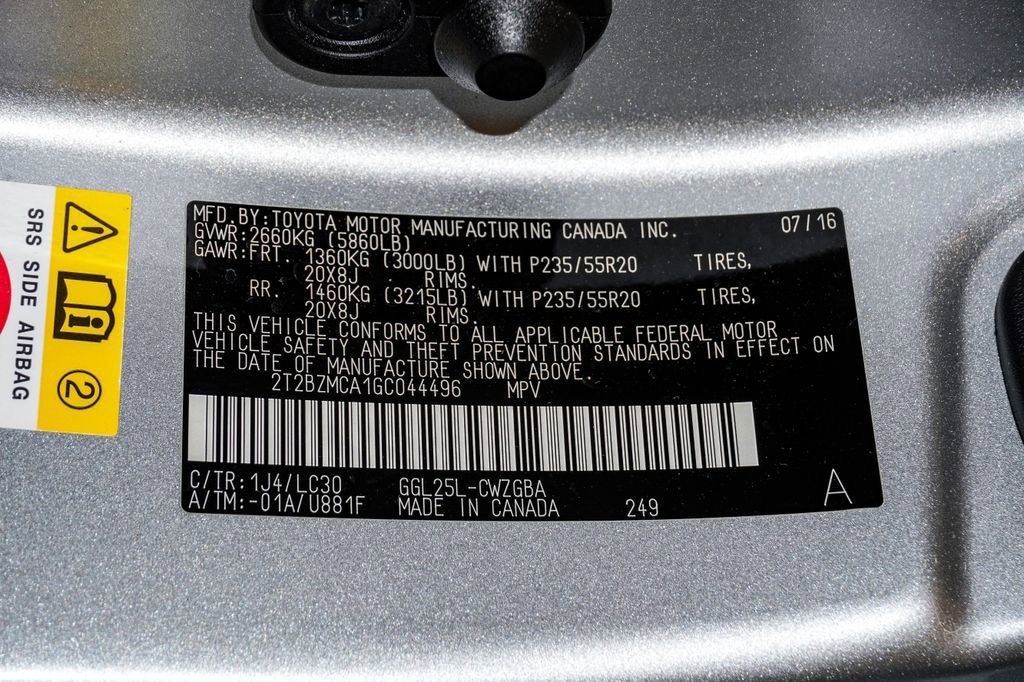 MFD.BY:TOYOTA MOTOR MANUFACTURING CANADA INC. 07/16
GVWR:2660KG (5860LB)
GAWR:FRT. 1360KG (3000LB) WITH P235/55R20 TIRES,
20X8J RIMS.
RR. 1460KG (3215LB) WITH P235/55R20 TIRES,
20X8J RIMS.
THIS VEHICLE CONFORMS TO ALL APPLICABLE FEDERAL MOTOR
VEHICLE SAFETY AND THEFT PREVENTION STANDARDS IN EFFECT ON
THE DATE OF MANUFACTURE SHOWN ABOVE.
2T2BZMCA1GC044496 MPV
C/TR:1J4/LC30 GGL25L-CWZGBA
A/TM:-01A/U881F MADE IN CANADA 249 A
SRS SIDE AIRBAG
2